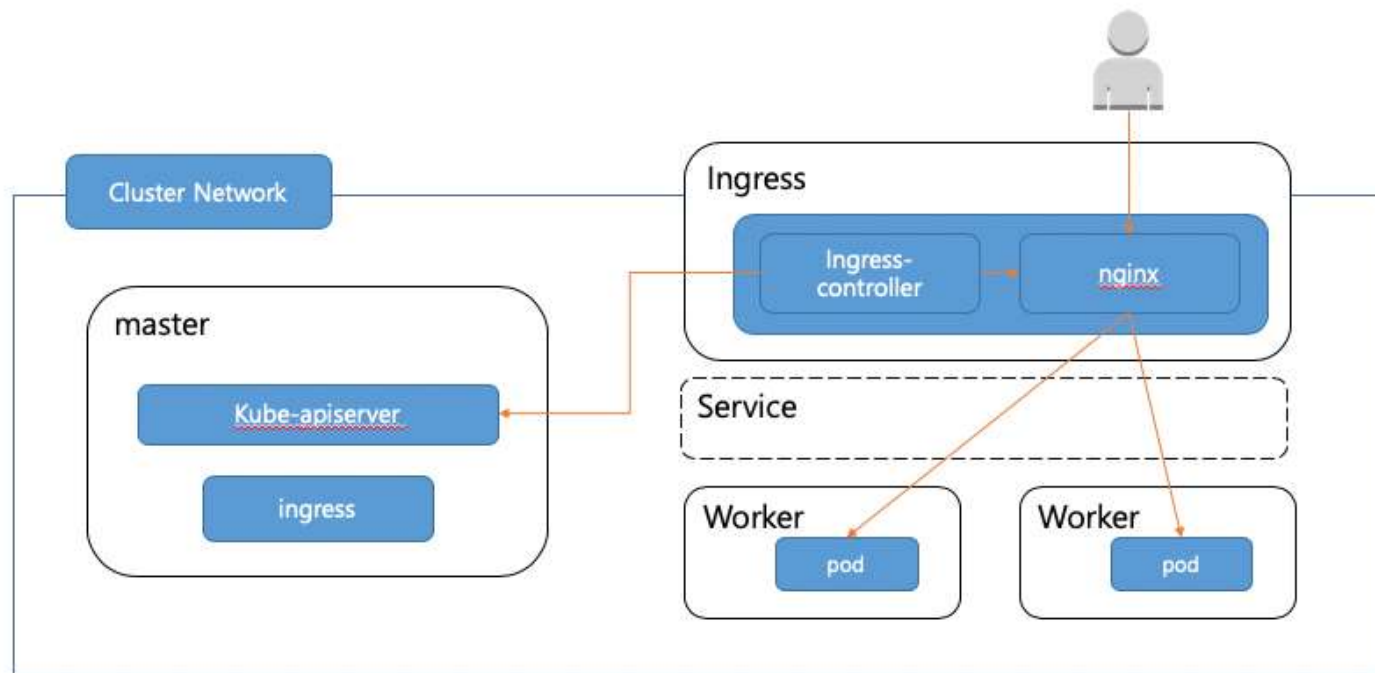 Cluster Network
Ingress
Ingress-
controller
nginx
master
Kube-apiserver
ingress
Service
Worker
pod
Worker
pod